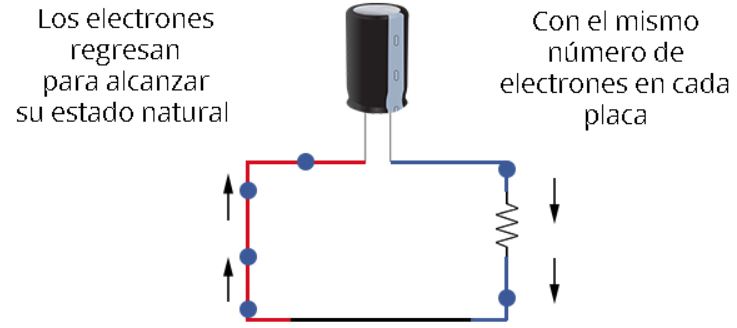 Los electrones
regresan
para alcanzar
su estado natural
Con el mismo
número de
electrones en cada
placa